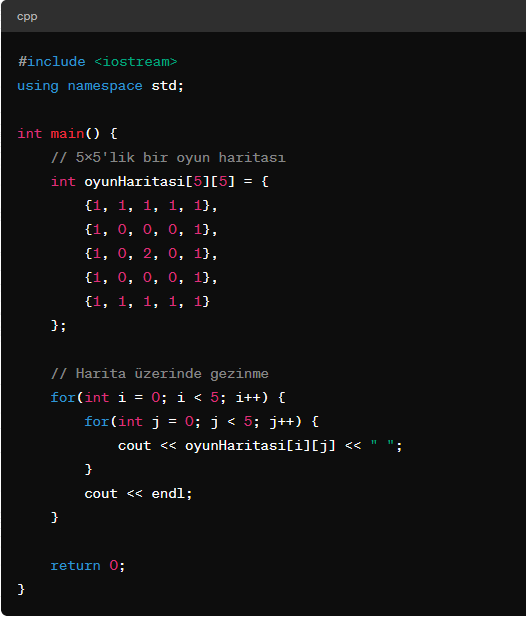 cpp
#include <iostream>
using namespace std;
int main() {
    // 5×5'lik bir oyun haritası
    int oyunHaritasi[5][5] = {
        {1, 1, 1, 1, 1},
        {1, 0, 0, 0, 1},
        {1, 0, 2, 0, 1},
        {1, 0, 0, 0, 1},
        {1, 1, 1, 1, 1}
    };
    // Harita üzerinde gezinme
    for(int i = 0; i < 5; i++) {
        for(int j = 0; j < 5; j++) {
            cout << oyunHaritasi[i][j] << " ";
        }
        cout << endl;
    }
    return 0;
}